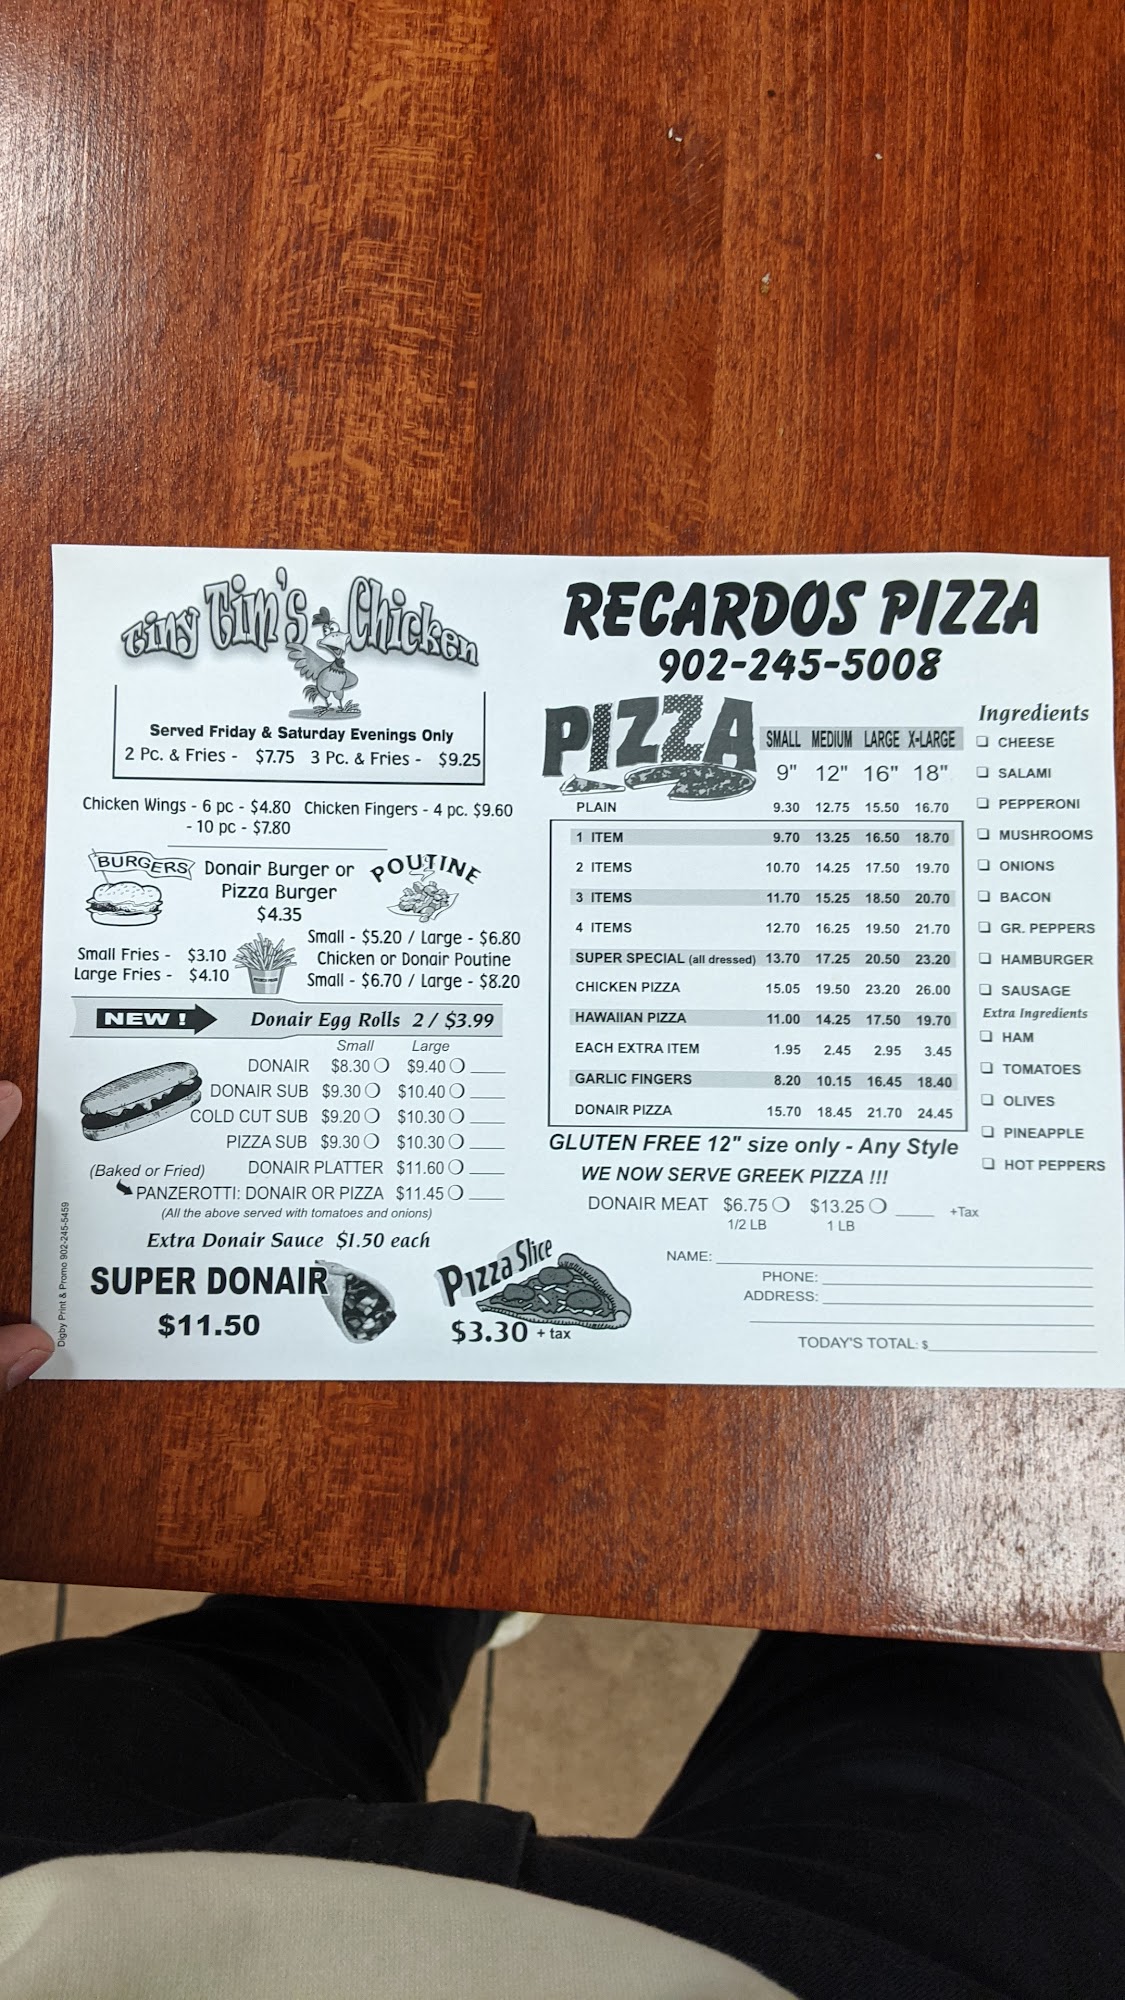 Tiny Tim's Chicken
Served Friday & Saturday Evenings Only
2 Pc. & Fries - $7.75 3 Pc. & Fries - $9.25
Chicken Wings - 6 pc - $4.80 Chicken Fingers - 4 pc. $9.60
- 10 pc - $7.80
BURGERS
Donair Burger or
Pizza Burger
$4.35
POUTINE
Small Fries - $3.10
Large Fries - $4.10
Small - $5.20 / Large - $6.80
Chicken or Donair Poutine
Small - $6.70 / Large - $8.20
NEW ! Donair Egg Rolls 2 / $3.99
Small Large
DONAIR $8.30 $9.40
DONAIR SUB $9.30 $10.40
COLD CUT SUB $9.20 $10.30
PIZZA SUB $9.30 $10.30
(Baked or Fried) DONAIR PLATTER $11.60
PANZEROTTI: DONAIR OR PIZZA $11.45
(All the above served with tomatoes and onions)
Extra Donair Sauce $1.50 each
SUPER DONAIR
$11.50
Pizza Slice
$3.30 + tax
Digby Print & Promo 902-245-5459
RECARDOS PIZZA
902-245-5008
PIZZA
SMALL MEDIUM LARGE X-LARGE
9" 12" 16" 18"
PLAIN 9.30 12.75 15.50 16.70
1 ITEM 9.70 13.25 16.50 18.70
2 ITEMS 10.70 14.25 17.50 19.70
3 ITEMS 11.70 15.25 18.50 20.70
4 ITEMS 12.70 16.25 19.50 21.70
SUPER SPECIAL (all dressed) 13.70 17.25 20.50 23.20
CHICKEN PIZZA 15.05 19.50 23.20 26.00
HAWAIIAN PIZZA 11.00 14.25 17.50 19.70
EACH EXTRA ITEM 1.95 2.45 2.95 3.45
GARLIC FINGERS 8.20 10.15 16.45 18.40
DONAIR PIZZA 15.70 18.45 21.70 24.45
GLUTEN FREE 12" size only - Any Style
WE NOW SERVE GREEK PIZZA !!!
DONAIR MEAT $6.75 $13.25 +Tax
1/2 LB 1 LB
Ingredients
CHEESE
SALAMI
PEPPERONI
MUSHROOMS
ONIONS
BACON
GR. PEPPERS
HAMBURGER
SAUSAGE
Extra Ingredients
HAM
TOMATOES
OLIVES
PINEAPPLE
HOT PEPPERS
NAME:
PHONE:
ADDRESS:
TODAY'S TOTAL: $